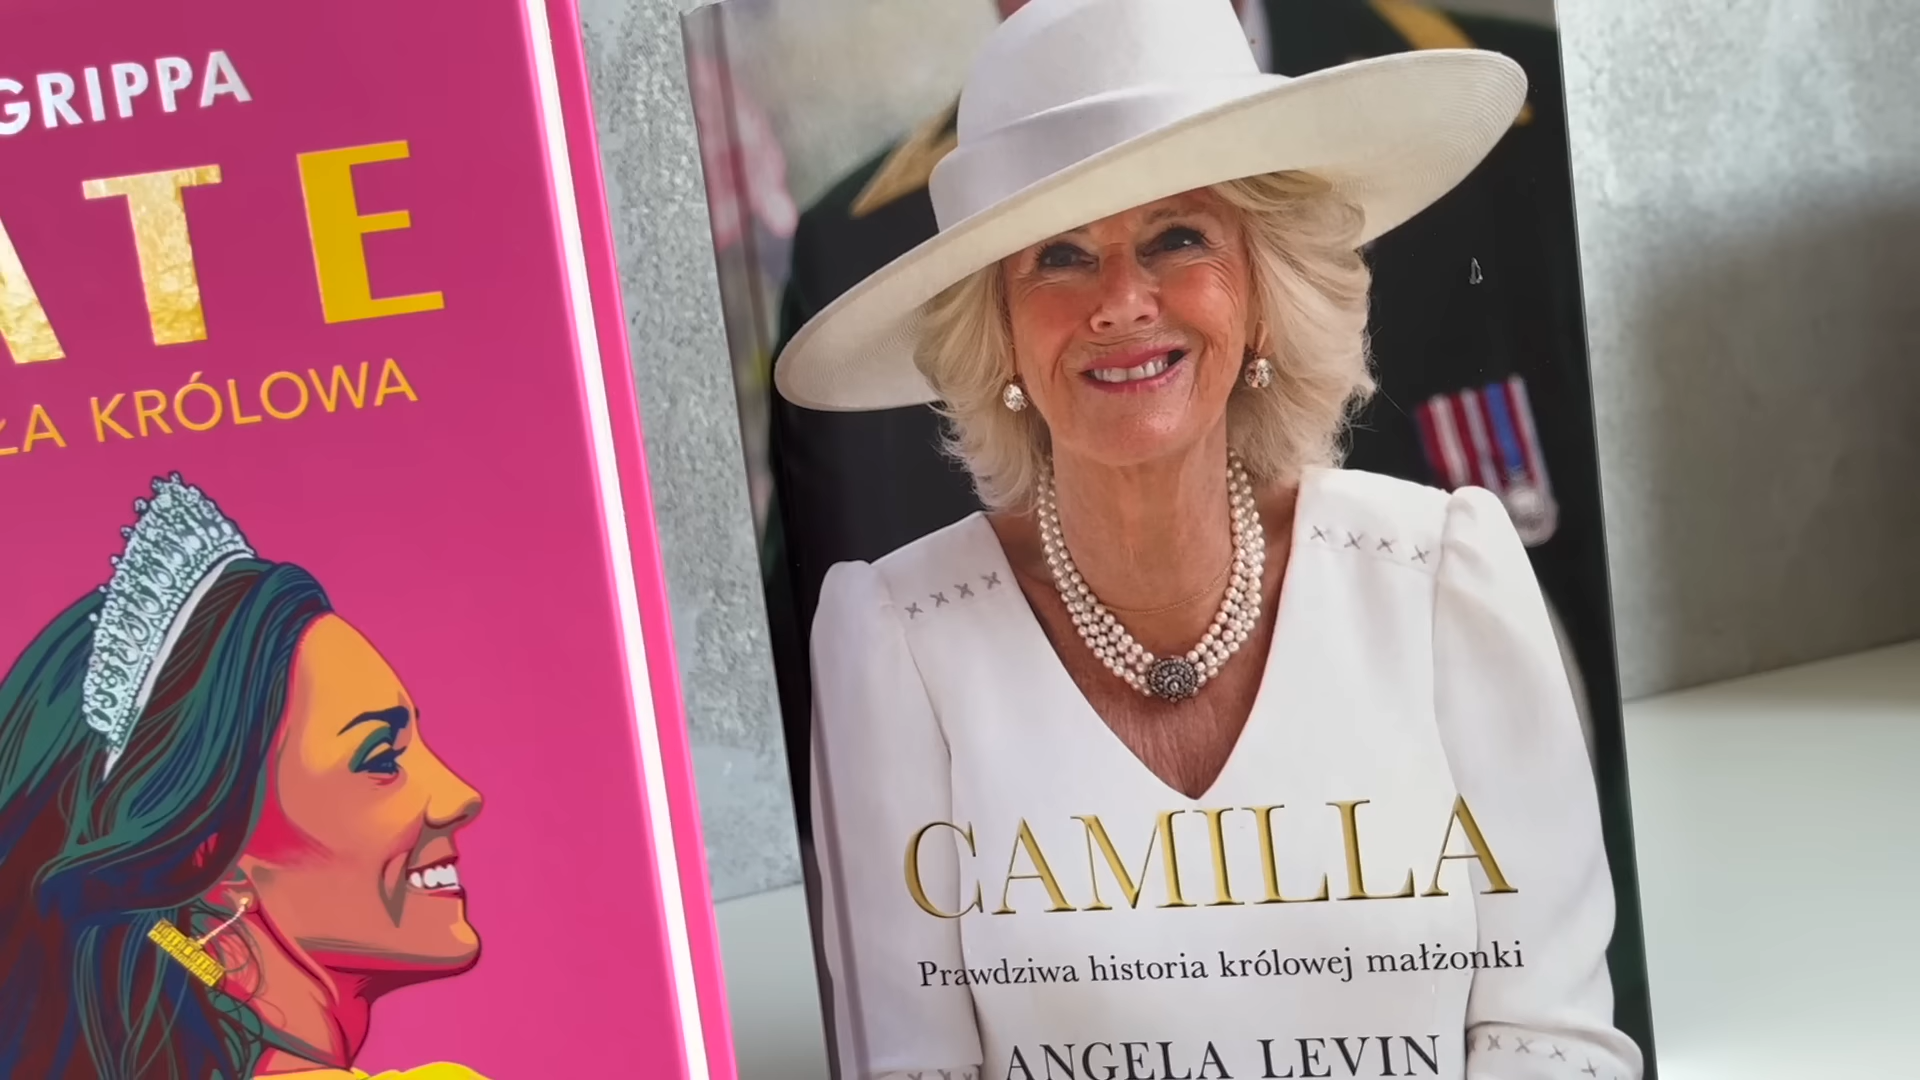 GRIPPA
ATE
ŁA KRÓLOWA
CAMILLA
Prawdziwa historia królowej małżonki
ANGELA LEVIN